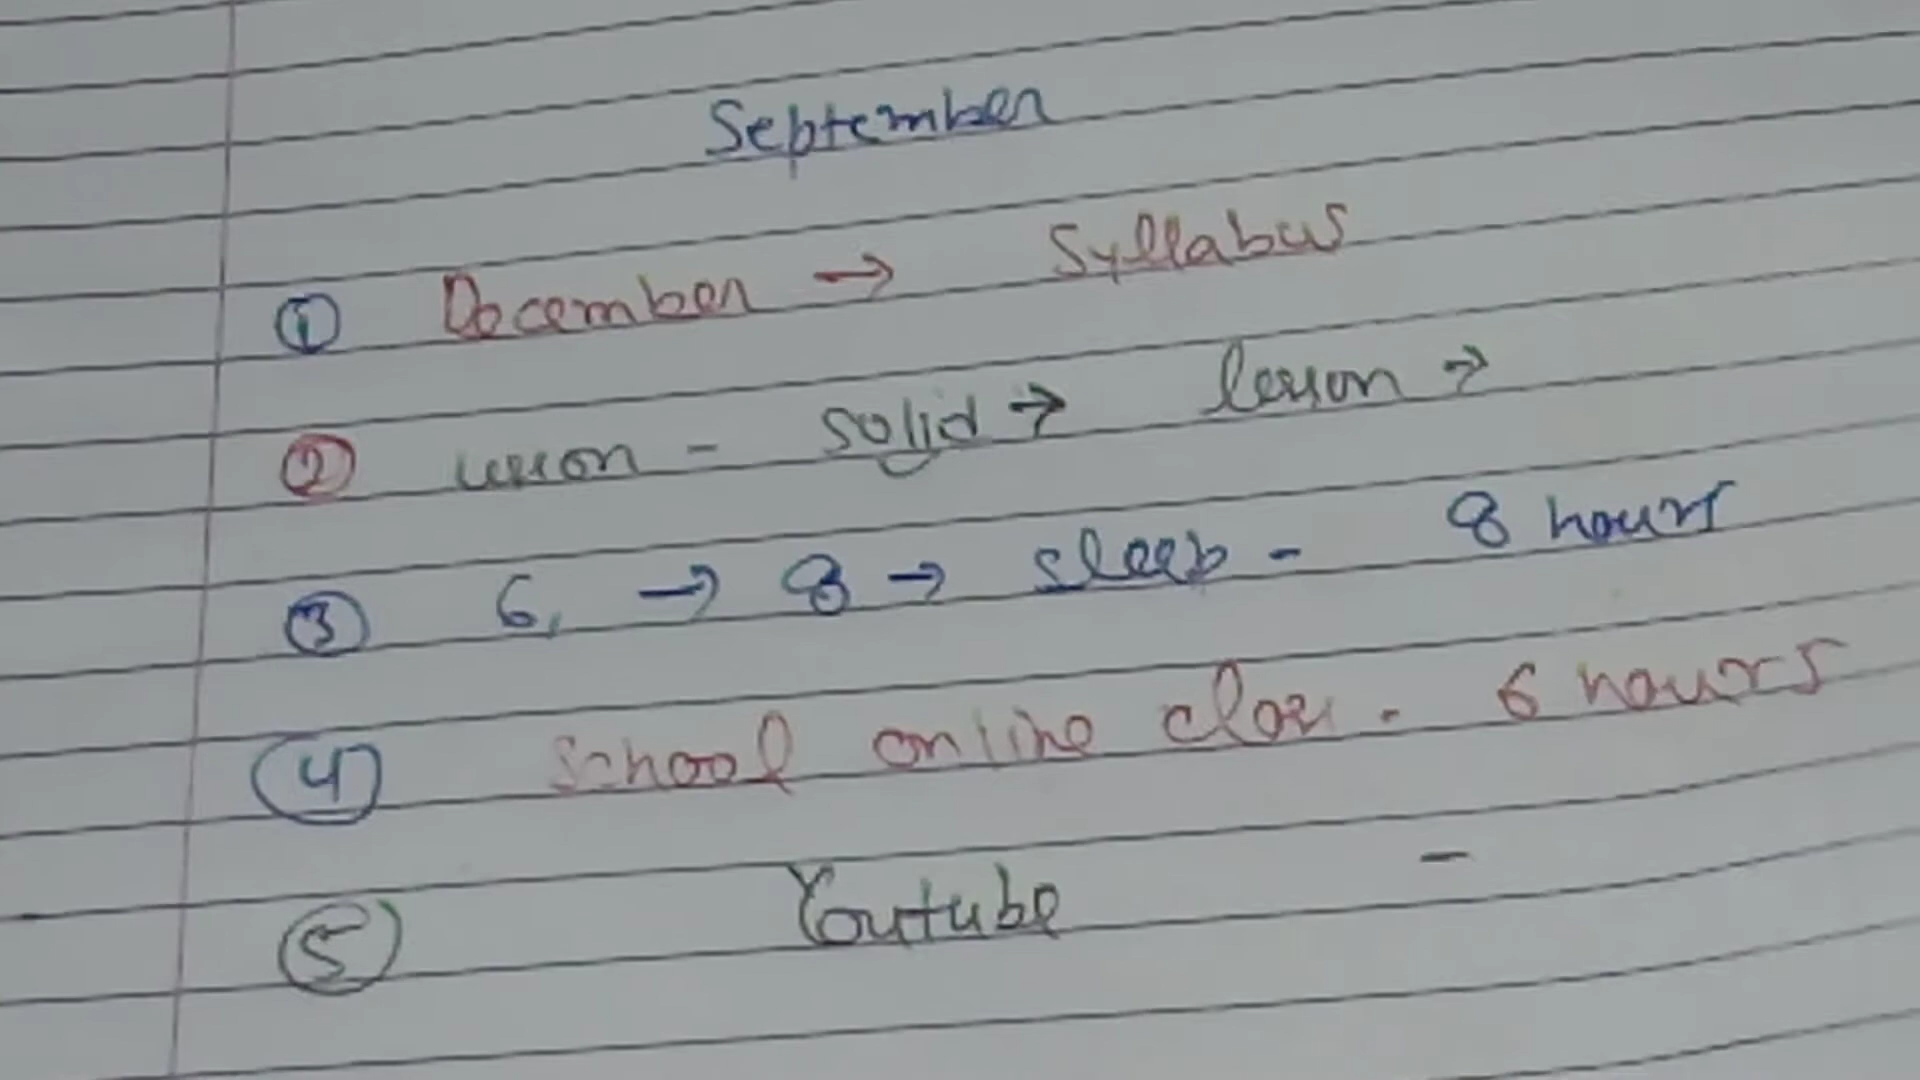 September
① December → Syllabus
② lesson - solid → lesson →
③ 6, → 8 → sleep - 8 hours
④ School online class - 6 hours
⑤ Youtube -